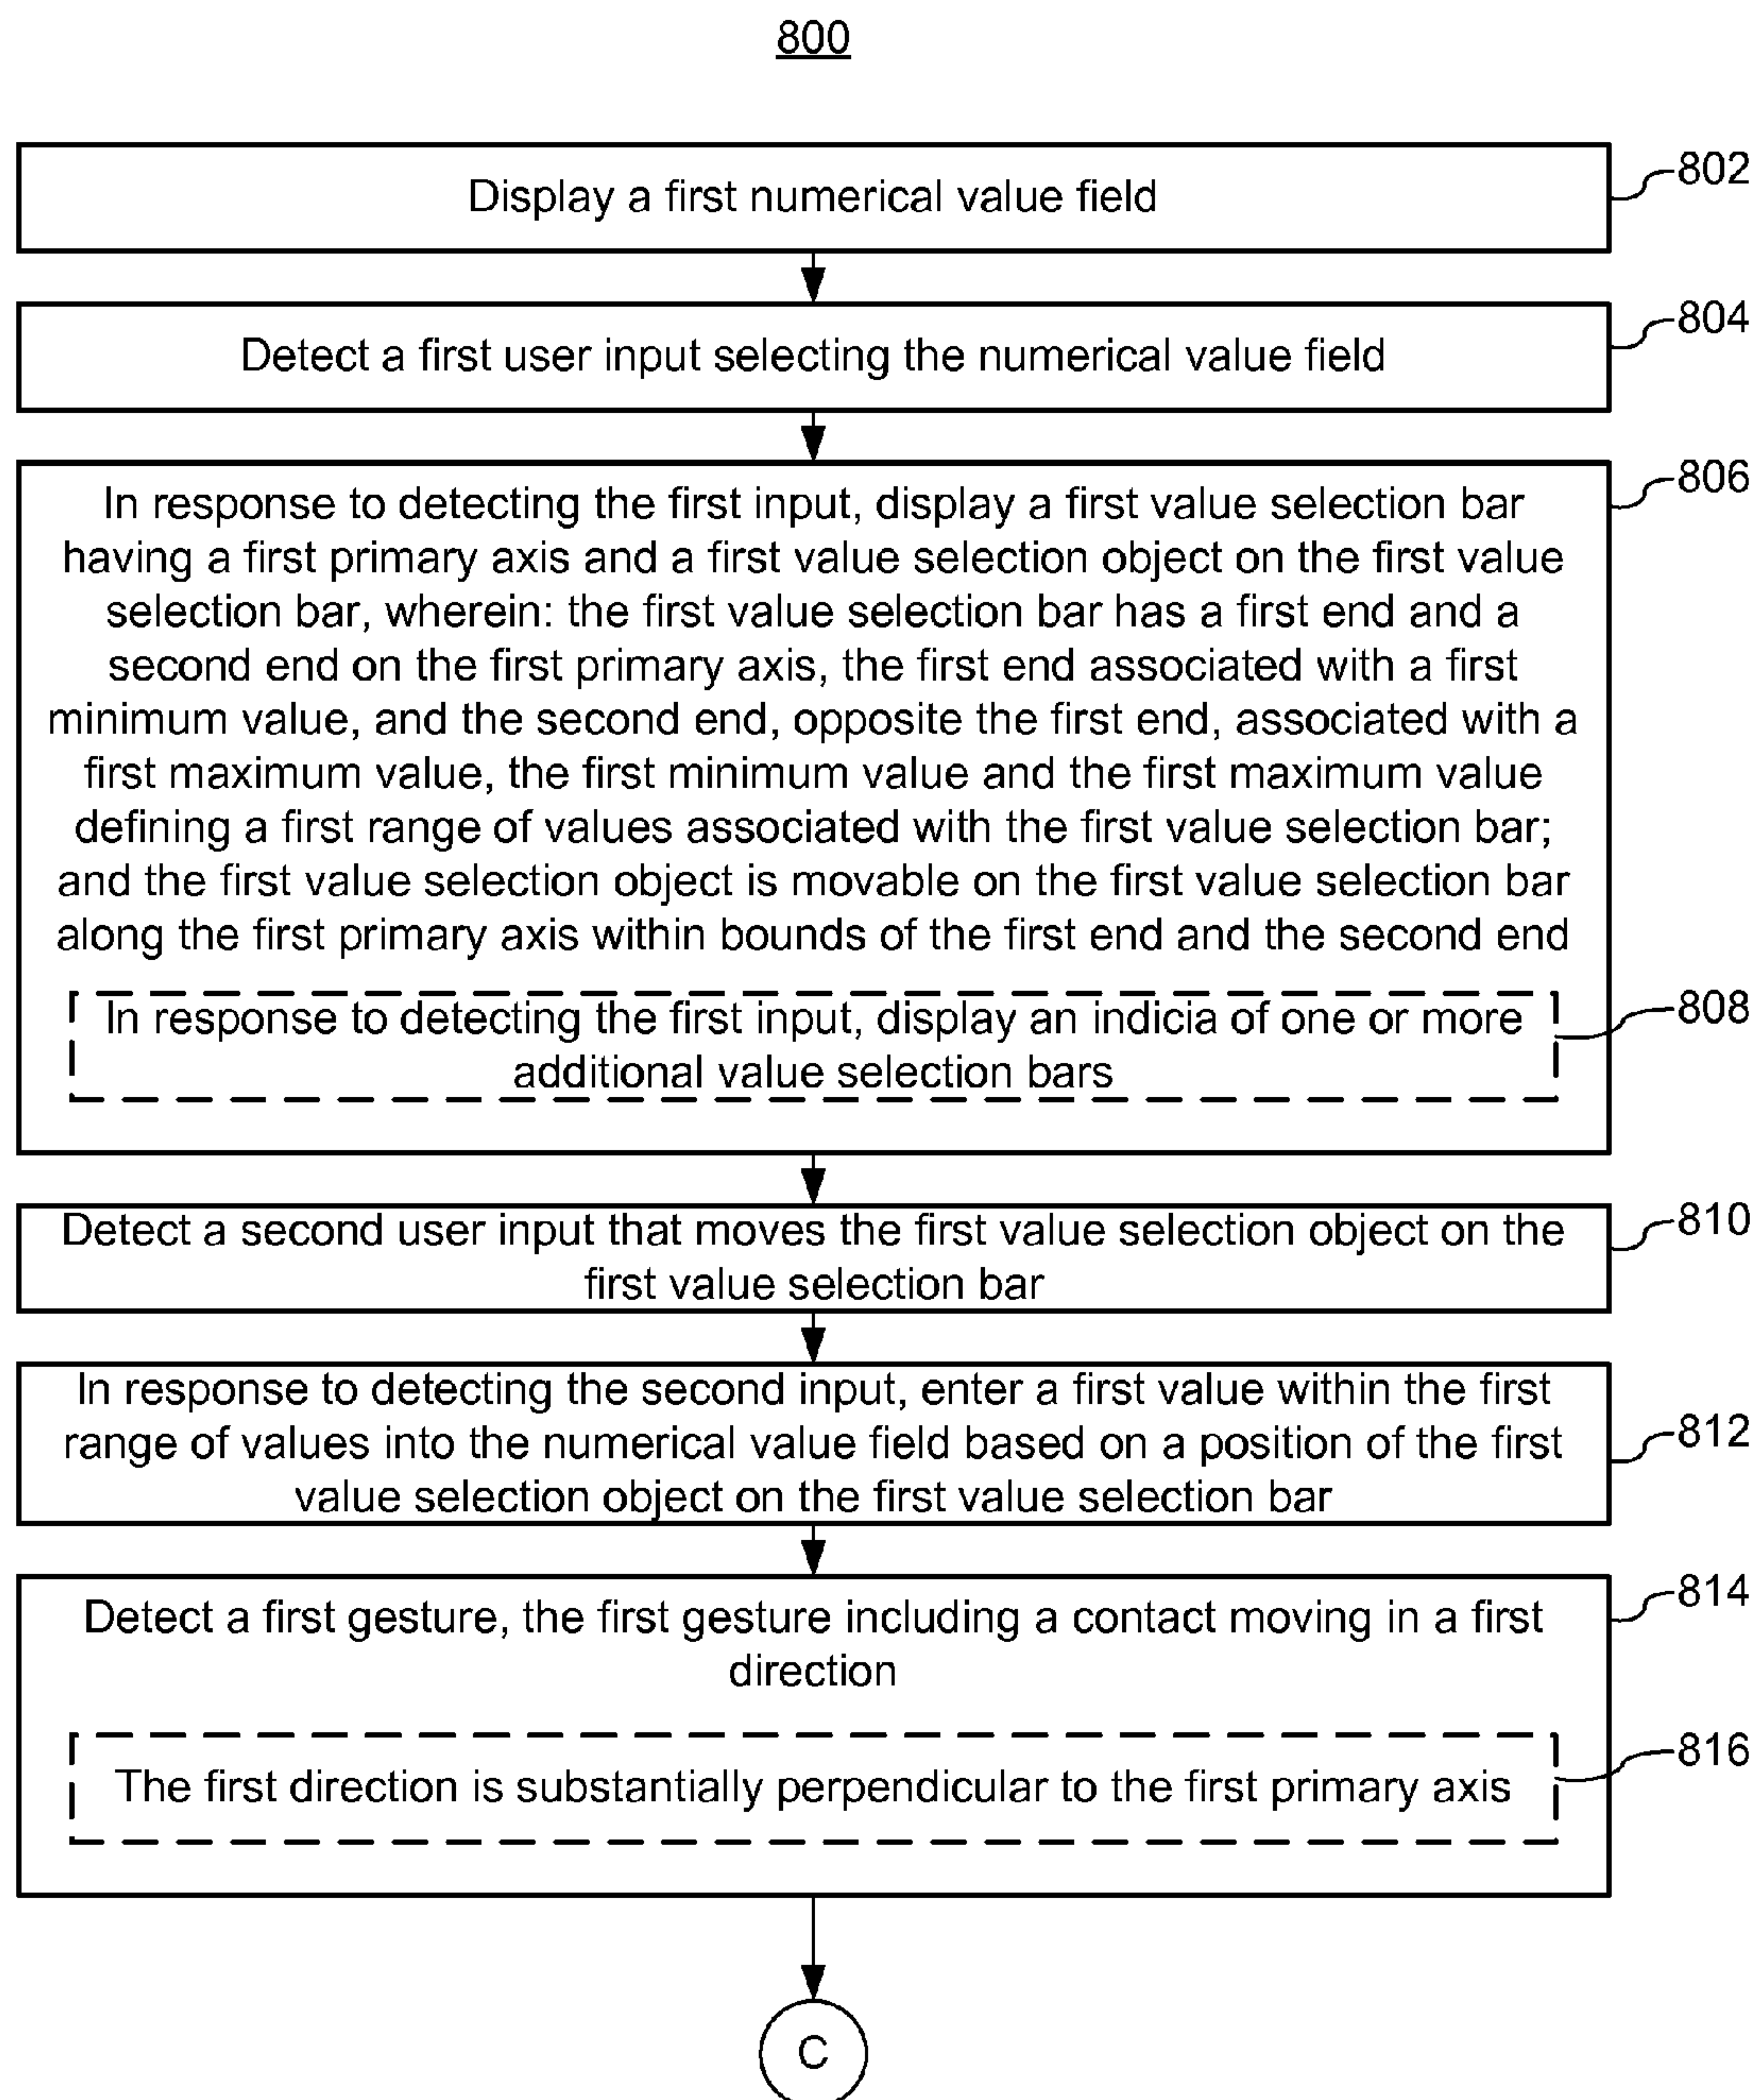 800
Display a first numerical value field
802
Detect a first user input selecting the numerical value field
804
In response to detecting the first input, display a first value selection bar
having a first primary axis and a first value selection object on the first value
selection bar, wherein: the first value selection bar has a first end and a
second end on the first primary axis, the first end associated with a first
minimum value, and the second end, opposite the first end, associated with a
first maximum value, the first minimum value and the first maximum value
defining a first range of values associated with the first value selection bar;
and the first value selection object is movable on the first value selection bar
along the first primary axis within bounds of the first end and the second end
806
In response to detecting the first input, display an indicia of one or more
additional value selection bars
808
Detect a second user input that moves the first value selection object on the
first value selection bar
810
In response to detecting the second input, enter a first value within the first
range of values into the numerical value field based on a position of the first
value selection object on the first value selection bar
812
Detect a first gesture, the first gesture including a contact moving in a first
direction
814
The first direction is substantially perpendicular to the first primary axis
816
C